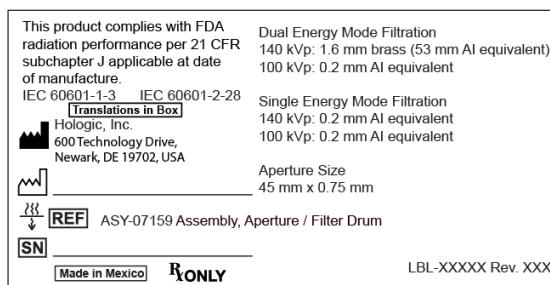 This product complies with FDA
radiation performance per 21 CFR
subchapter J applicable at date
of manufacture.
IEC 60601-1-3 IEC 60601-2-28
Translations in Box
Hologic, Inc.
600 Technology Drive,
Newark, DE 19702, USA
Dual Energy Mode Filtration
140 kVp: 1.6 mm brass (53 mm Al equivalent)
100 kVp: 0.2 mm Al equivalent
Single Energy Mode Filtration
140 kVp: 0.2 mm Al equivalent
100 kVp: 0.2 mm Al equivalent
Aperture Size
45 mm x 0.75 mm
REF ASY-07159 Assembly, Aperture / Filter Drum
SN
Made in Mexico ℞ ONLY
LBL-XXXXX Rev. XXX